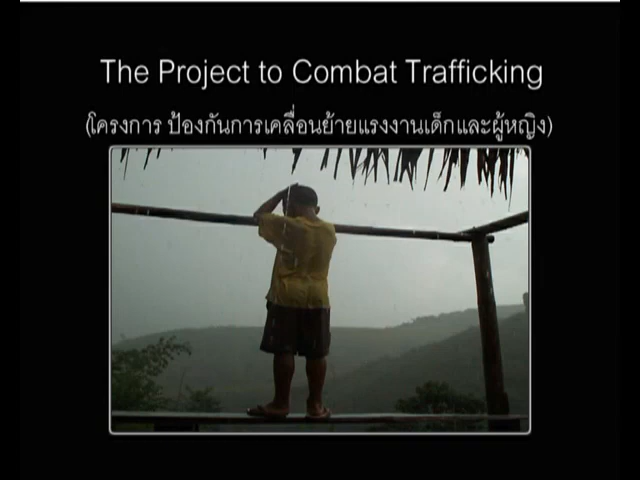 The Project to Combat Trafficking
(โครงการ ป้องกันการเคลื่อนย้ายแรงงานเด็กและผู้หญิง)